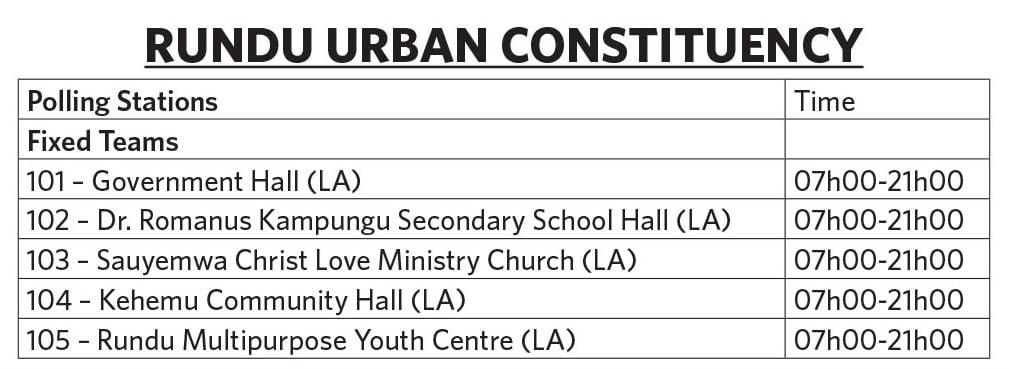 RUNDU URBAN CONSTITUENCY
Polling Stations Time
Fixed Teams
101 – Government Hall (LA) 07h00-21h00
102 – Dr. Romanus Kampungu Secondary School Hall (LA) 07h00-21h00
103 – Sauyemwa Christ Love Ministry Church (LA) 07h00-21h00
104 – Kehemu Community Hall (LA) 07h00-21h00
105 – Rundu Multipurpose Youth Centre (LA) 07h00-21h00